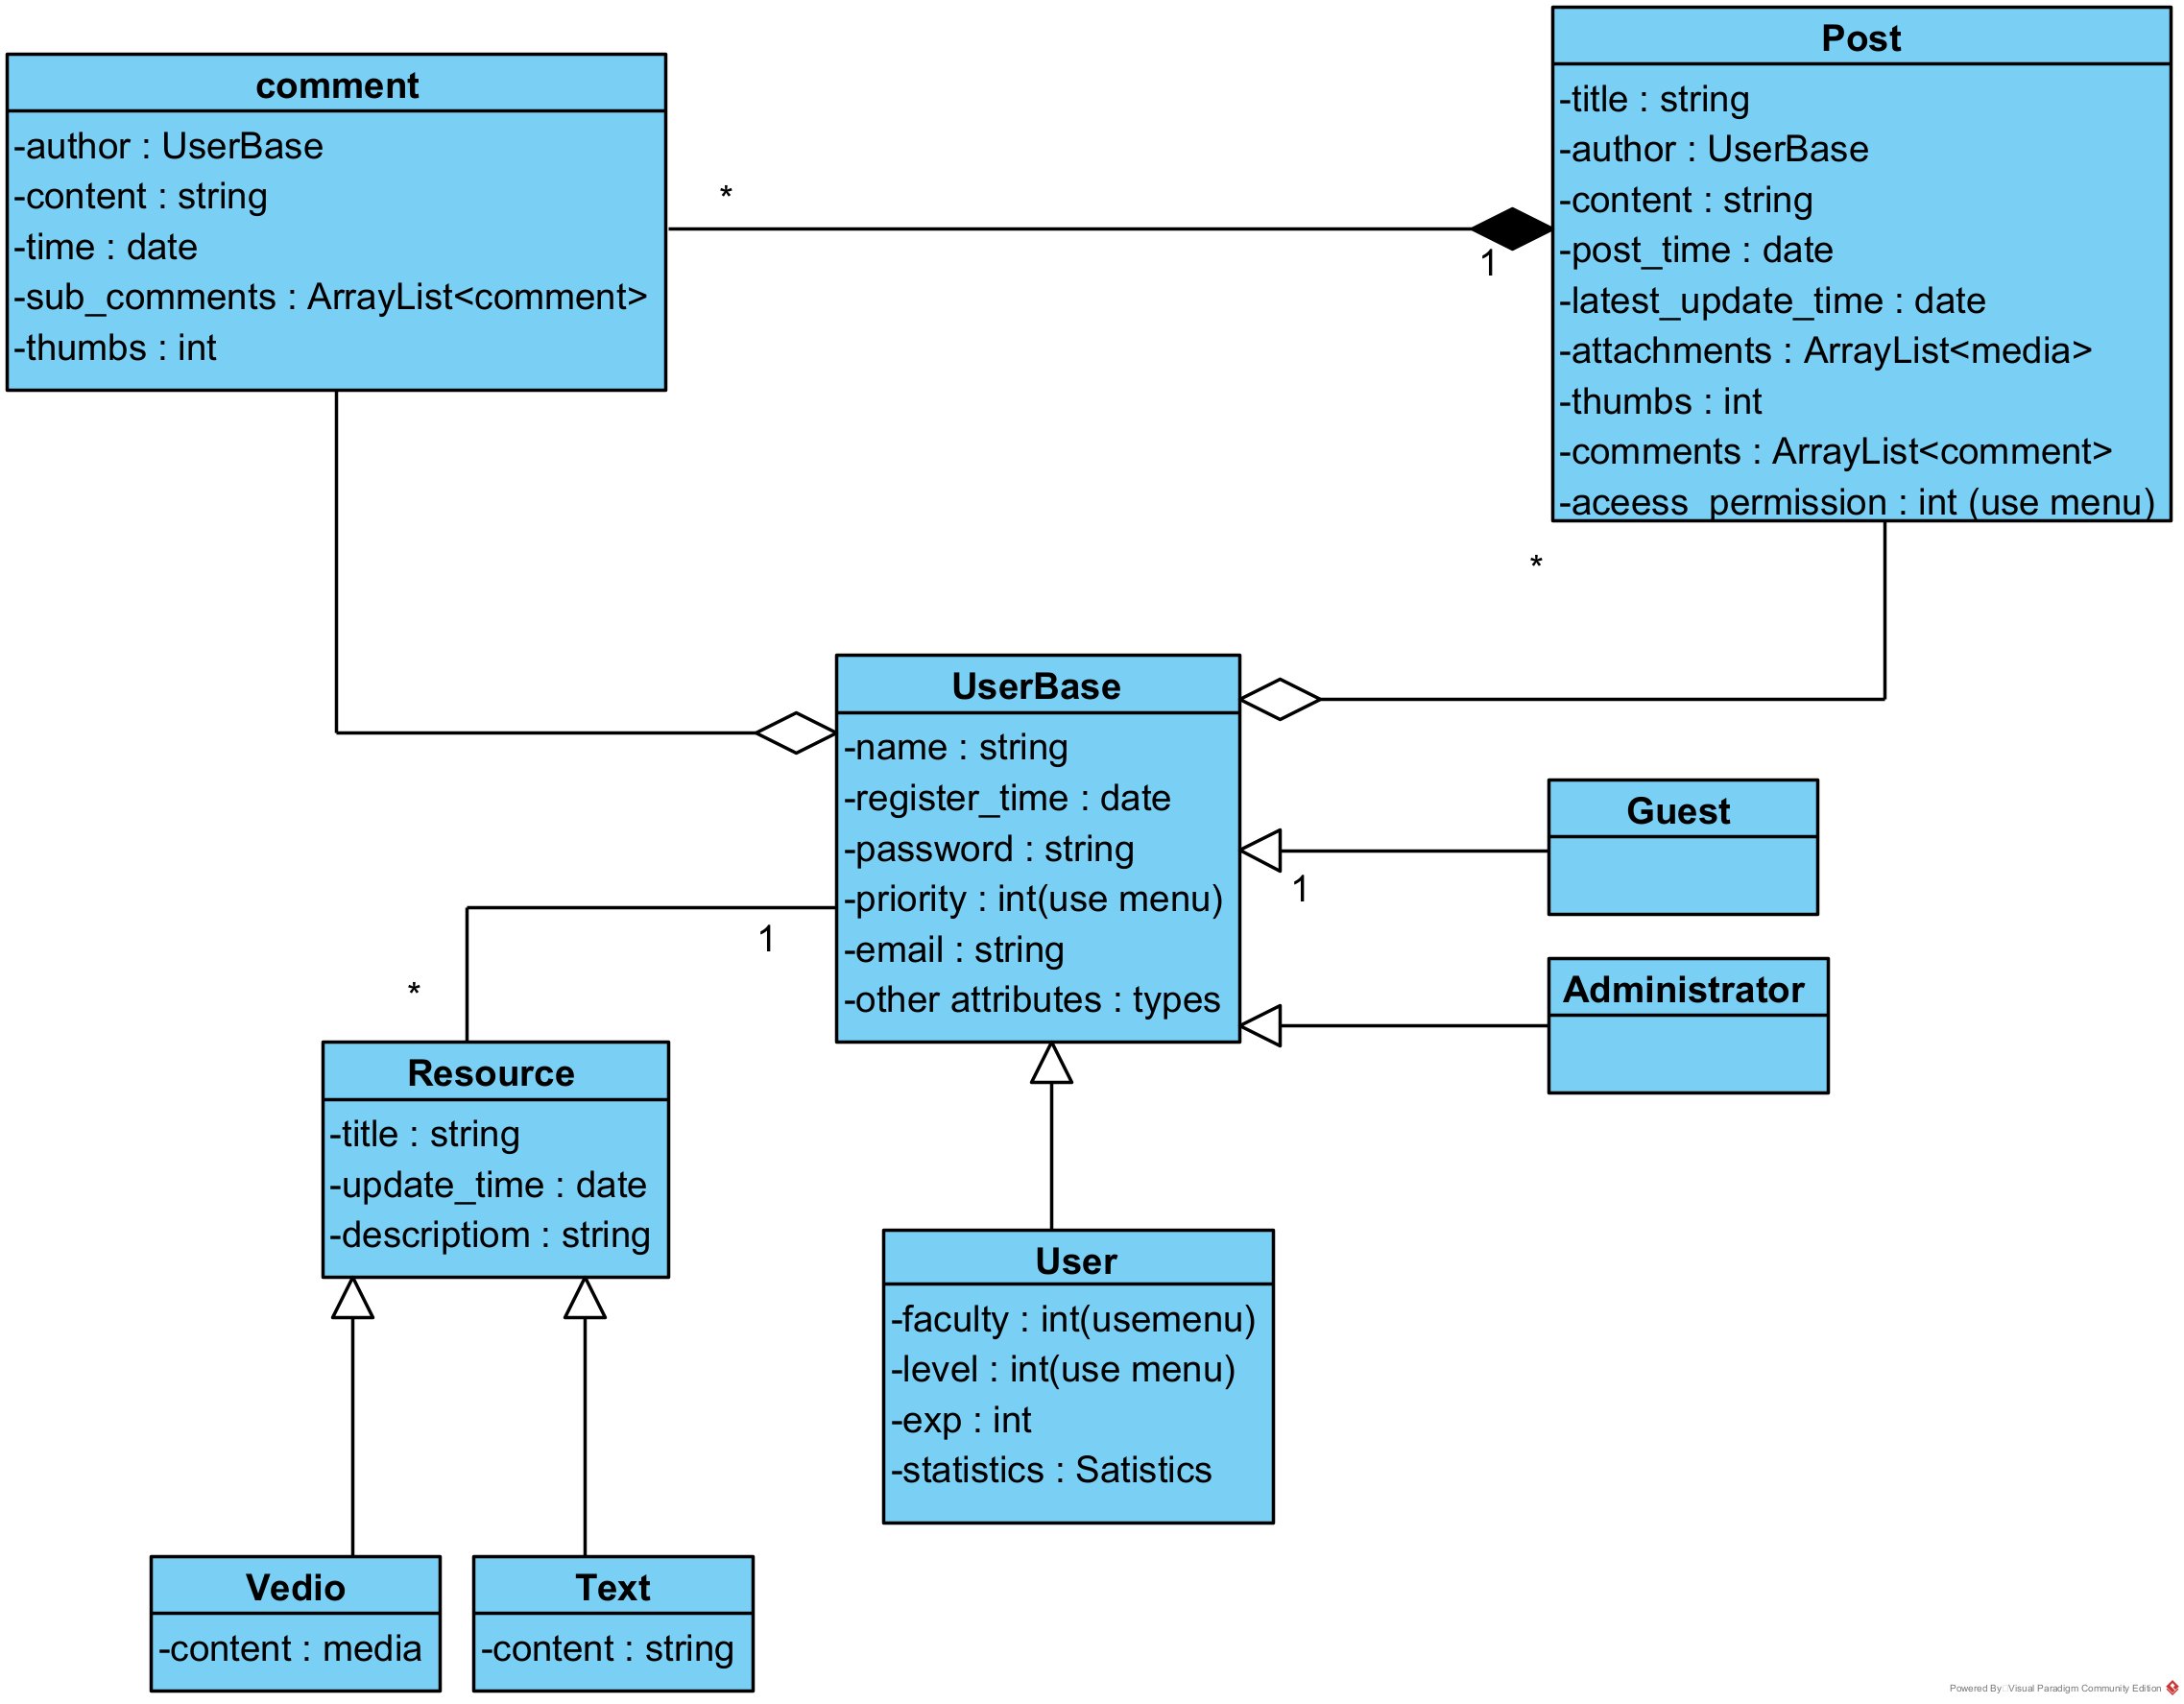 comment
-author : UserBase
-content : string
-time : date
-sub_comments : ArrayList<comment>
-thumbs : int
*
1
Post
-title : string
-author : UserBase
-content : string
-post_time : date
-latest_update_time : date
-attachments : ArrayList<media>
-thumbs : int
-comments : ArrayList<comment>
-aceess_permission : int (use menu)
*
UserBase
-name : string
-register_time : date
-password : string
-priority : int(use menu)
-email : string
-other attributes : types
1
Guest
Administrator
1
*
Resource
-title : string
-update_time : date
-descriptiom : string
User
-faculty : int(usemenu)
-level : int(use menu)
-exp : int
-statistics : Satistics
Vedio
-content : media
Text
-content : string
Powered By Visual Paradigm Community Edition